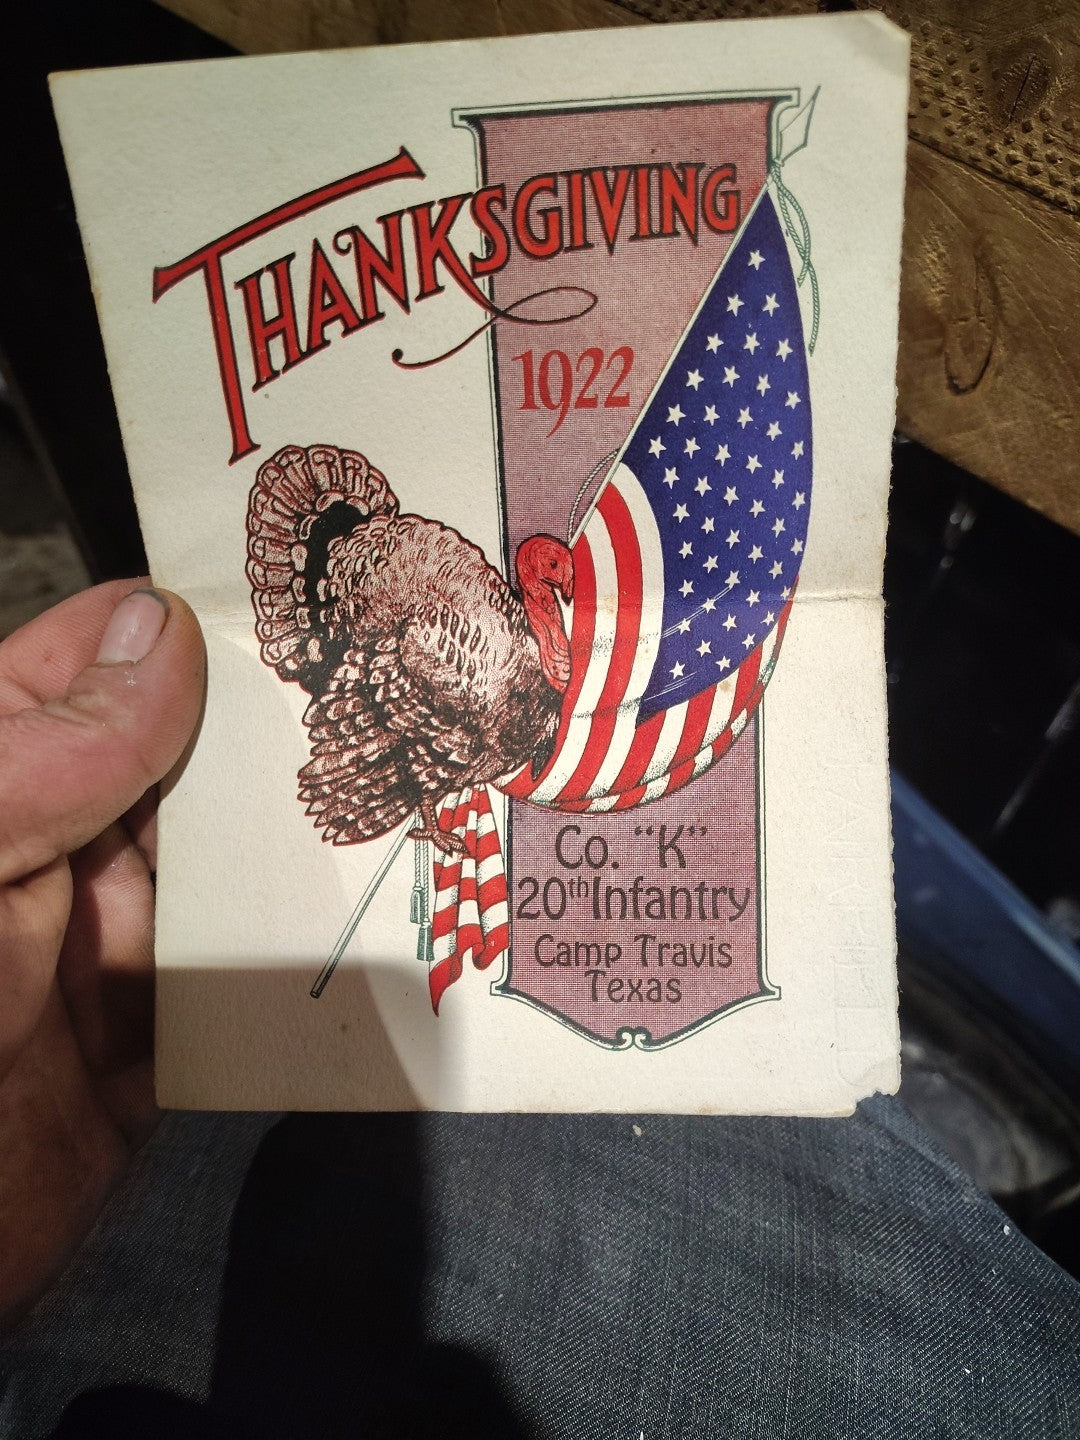 THANKSGIVING
1922
Co. "K"
20th Infantry
Camp Travis
Texas